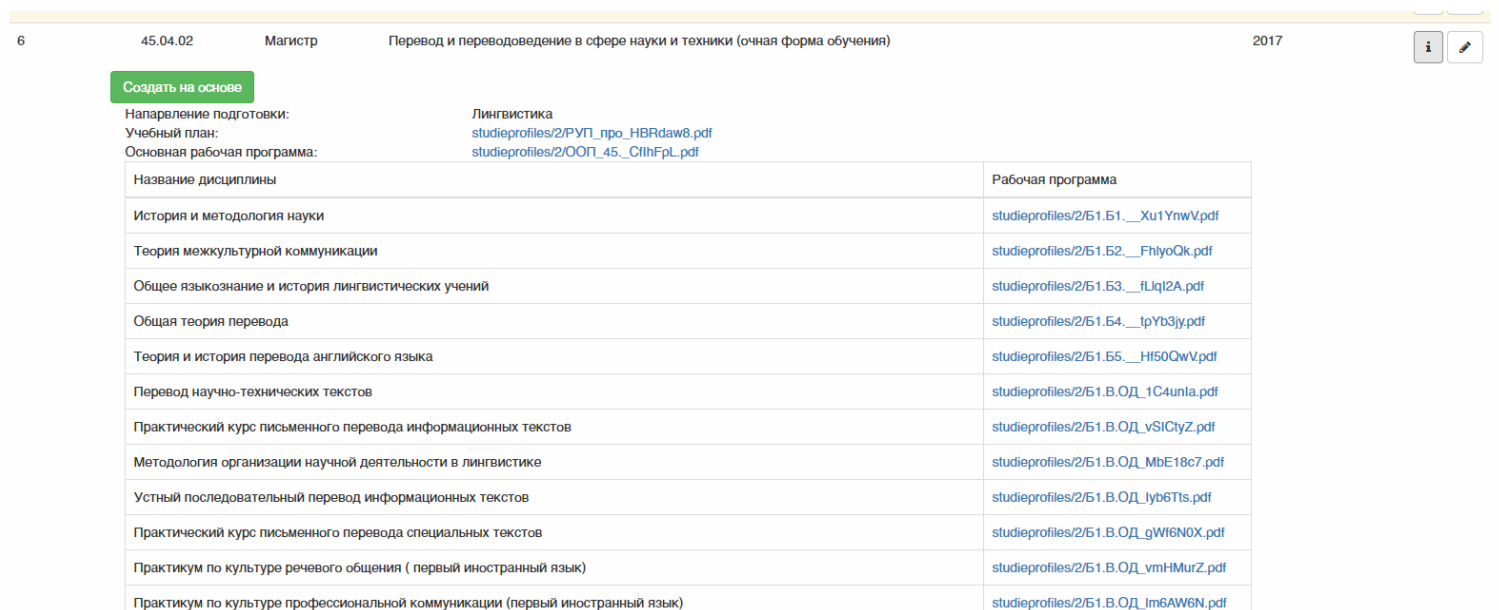 6 45.04.02 Магистр Перевод и переводоведение в сфере науки и техники (очная форма обучения) 2017 i
Создать на основе
Напарвление подготовки: Лингвистика
Учебный план: studieprofiles/2/РУП_про_HBRdaw8.pdf
Основная рабочая программа: studieprofiles/2/ООП_45._CflhFpL.pdf
Название дисциплины Рабочая программа
История и методология науки studieprofiles/2/Б1.Б1.__Xu1YnwV.pdf
Теория межкультурной коммуникации studieprofiles/2/Б1.Б2.__FhlyoQk.pdf
Общее языкознание и история лингвистических учений studieprofiles/2/Б1.Б3.__fLlqI2A.pdf
Общая теория перевода studieprofiles/2/Б1.Б4.__tpYb3jy.pdf
Теория и история перевода английского языка studieprofiles/2/Б1.Б5.__Hf50QwV.pdf
Перевод научно-технических текстов studieprofiles/2/Б1.В.ОД_1C4unIa.pdf
Практический курс письменного перевода информационных текстов studieprofiles/2/Б1.В.ОД_vSICtyZ.pdf
Методология организации научной деятельности в лингвистике studieprofiles/2/Б1.В.ОД_MbE18c7.pdf
Устный последовательный перевод информационных текстов studieprofiles/2/Б1.В.ОД_Iyb6Tts.pdf
Практический курс письменного перевода специальных текстов studieprofiles/2/Б1.В.ОД_gWf6N0X.pdf
Практикум по культуре речевого общения ( первый иностранный язык) studieprofiles/2/Б1.В.ОД_vmHMurZ.pdf
Практикум по культуре профессиональной коммуникации (первый иностранный язык) studieprofiles/2/Б1.В.ОД_Im6AW6N.pdf